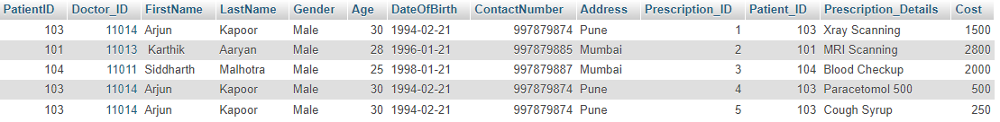 PatientID Doctor_ID FirstName LastName Gender Age DateOfBirth ContactNumber Address Prescription_ID Patient_ID Prescription_Details Cost
103 11014 Arjun Kapoor Male 30 1994-02-21 997879874 Pune 1 103 Xray Scanning 1500
101 11013 Karthik Aaryan Male 28 1996-01-21 997879885 Mumbai 2 101 MRI Scanning 2800
104 11011 Siddharth Malhotra Male 25 1998-01-21 997879887 Mumbai 3 104 Blood Checkup 2000
103 11014 Arjun Kapoor Male 30 1994-02-21 997879874 Pune 4 103 Paracetomol 500 500
103 11014 Arjun Kapoor Male 30 1994-02-21 997879874 Pune 5 103 Cough Syrup 250